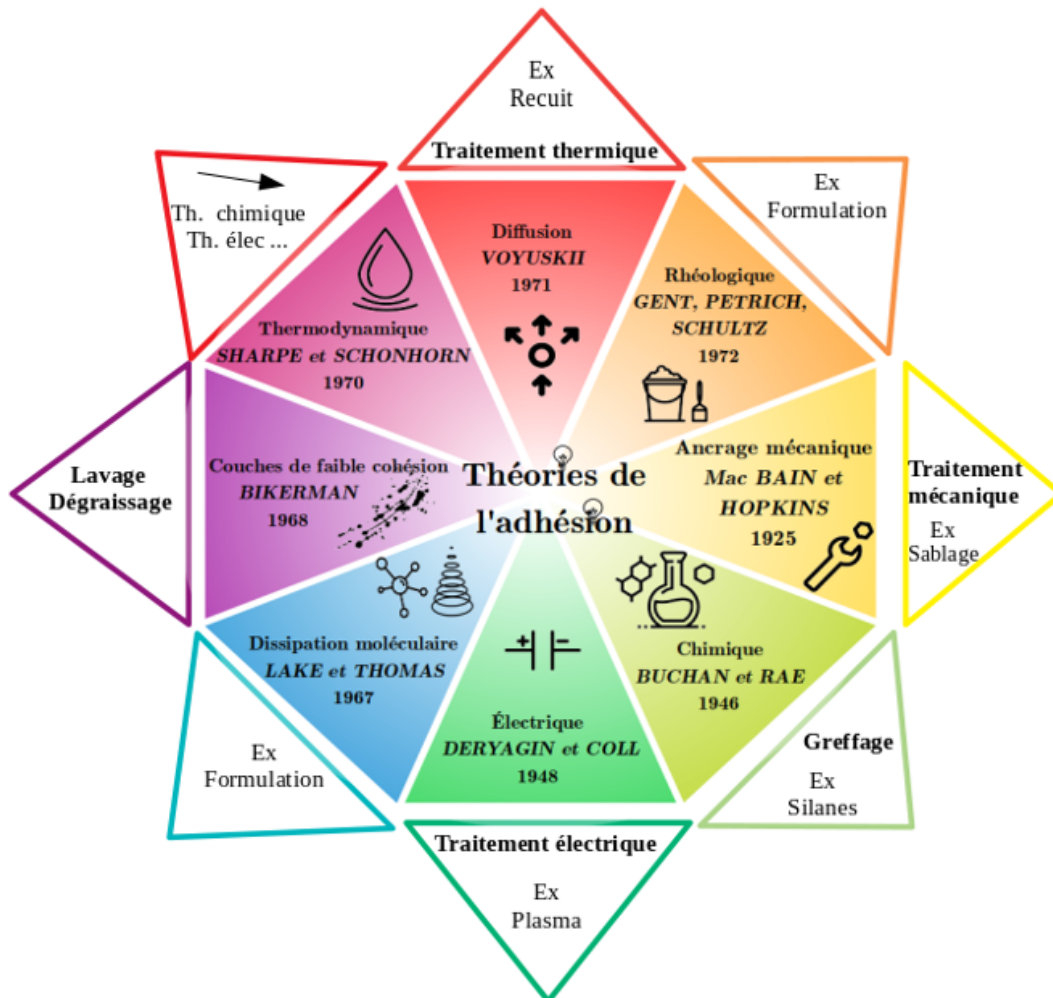 Ex
Recuit
Traitement thermique
Ex
Formulation
Th. chimique
Th. élec ...
Diffusion
VOYUSKII
1971
Rhéologique
GENT, PETRICH,
SCHULTZ
1972
Thermodynamique
SHARPE et SCHONHORN
1970
Ancrage mécanique
Mac BAIN et
HOPKINS
1925
Traitement
mécanique
Ex
Sablage
Lavage
Dégraissage
Couches de faible cohésion
BIKERMAN
1968
Théories de
l'adhésion
Dissipation moléculaire
LAKE et THOMAS
1967
+ -
Chimique
BUCHAN et RAE
1946
Électrique
DERYAGIN et COLL
1948
Greffage
Ex
Silanes
Ex
Formulation
Traitement électrique
Ex
Plasma